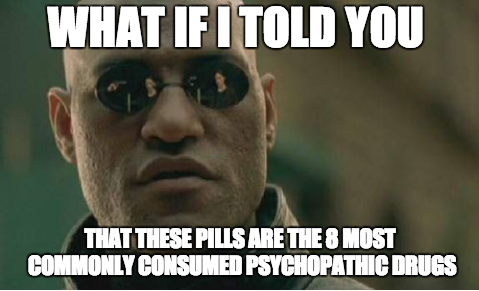 WHAT IF I TOLD YOU
THAT THESE PILLS ARE THE 8 MOST
COMMONLY CONSUMED PSYCHOPATHIC DRUGS